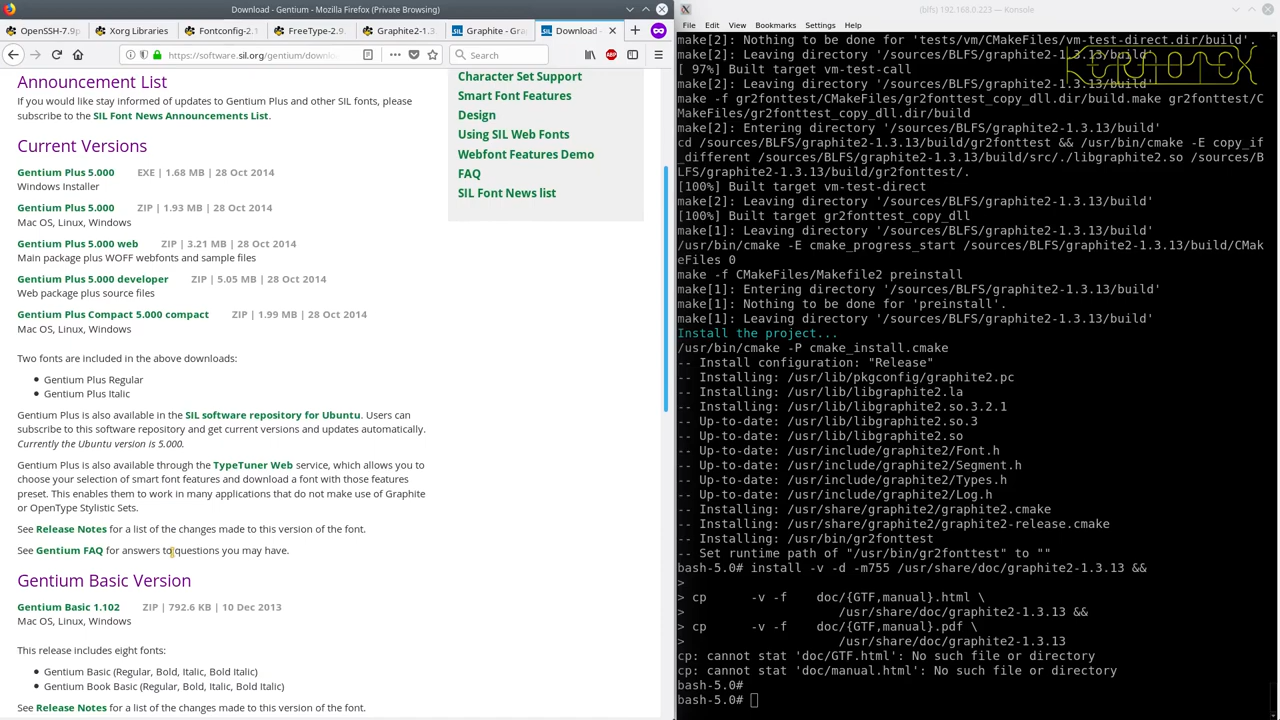 Download - Gentium - Mozilla Firefox (Private Browsing)
OpenSSH-7.9p
Xorg Libraries
Fontconfig-2.1
FreeType-2.9.
Graphite2-1.3.
Graphite - Gra
Download -
https://software.sil.org/gentium/downlo
Search
Announcement List
If you would like stay informed of updates to Gentium Plus and other SIL fonts, please
subscribe to the SIL Font News Announcements List.
Current Versions
Gentium Plus 5.000 EXE | 1.68 MB | 28 Oct 2014
Windows Installer
Gentium Plus 5.000 ZIP | 1.93 MB | 28 Oct 2014
Mac OS, Linux, Windows
Gentium Plus 5.000 web ZIP | 3.21 MB | 28 Oct 2014
Main package plus WOFF webfonts and sample files
Gentium Plus 5.000 developer ZIP | 5.05 MB | 28 Oct 2014
Web package plus source files
Gentium Plus Compact 5.000 compact ZIP | 1.99 MB | 28 Oct 2014
Mac OS, Linux, Windows
Two fonts are included in the above downloads:
Gentium Plus Regular
Gentium Plus Italic
Gentium Plus is also available in the SIL software repository for Ubuntu. Users can
subscribe to this software repository and get current versions and updates automatically.
Currently the Ubuntu version is 5.000.
Gentium Plus is also available through the TypeTuner Web service, which allows you to
choose your selection of smart font features and download a font with those features
preset. This enables them to work in many applications that do not make use of Graphite
or OpenType Stylistic Sets.
See Release Notes for a list of the changes made to this version of the font.
See Gentium FAQ for answers to questions you may have.
Gentium Basic Version
Gentium Basic 1.102 ZIP | 792.6 KB | 10 Dec 2013
Mac OS, Linux, Windows
This release includes eight fonts:
Gentium Basic (Regular, Bold, Italic, Bold Italic)
Gentium Book Basic (Regular, Bold, Italic, Bold Italic)
See Release Notes for a list of the changes made to this version of the font.
Character Set Support
Smart Font Features
Design
Using SIL Web Fonts
Webfont Features Demo
FAQ
SIL Font News list
(blfs) 192.168.0.223 — Konsole
File Edit View Bookmarks Settings Help
make[2]: Nothing to be done for 'tests/vm/CMakeFiles/vm-test-direct.dir/build'.
make[2]: Leaving directory '/sources/BLFS/graphite2-1.3.13/build'
[ 97%] Built target vm-test-call
make -f gr2fonttest/CMakeFiles/gr2fonttest_copy_dll.dir/build.make gr2fonttest/C
MakeFiles/gr2fonttest_copy_dll.dir/build
make[2]: Entering directory '/sources/BLFS/graphite2-1.3.13/build'
cd /sources/BLFS/graphite2-1.3.13/build/gr2fonttest && /usr/bin/cmake -E copy_if
_different /sources/BLFS/graphite2-1.3.13/build/src/./libgraphite2.so /sources/B
LFS/graphite2-1.3.13/build/gr2fonttest/.
[100%] Built target vm-test-direct
make[2]: Leaving directory '/sources/BLFS/graphite2-1.3.13/build'
[100%] Built target gr2fonttest_copy_dll
make[1]: Leaving directory '/sources/BLFS/graphite2-1.3.13/build'
/usr/bin/cmake -E cmake_progress_start /sources/BLFS/graphite2-1.3.13/build/CMak
eFiles 0
make -f CMakeFiles/Makefile2 preinstall
make[1]: Entering directory '/sources/BLFS/graphite2-1.3.13/build'
make[1]: Nothing to be done for 'preinstall'.
make[1]: Leaving directory '/sources/BLFS/graphite2-1.3.13/build'
Install the project...
/usr/bin/cmake -P cmake_install.cmake
-- Install configuration: "Release"
-- Installing: /usr/lib/pkgconfig/graphite2.pc
-- Installing: /usr/lib/libgraphite2.la
-- Installing: /usr/lib/libgraphite2.so.3.2.1
-- Up-to-date: /usr/lib/libgraphite2.so.3
-- Up-to-date: /usr/lib/libgraphite2.so
-- Up-to-date: /usr/include/graphite2/Font.h
-- Up-to-date: /usr/include/graphite2/Segment.h
-- Up-to-date: /usr/include/graphite2/Types.h
-- Up-to-date: /usr/include/graphite2/Log.h
-- Installing: /usr/share/graphite2/graphite2.cmake
-- Installing: /usr/share/graphite2/graphite2-release.cmake
-- Installing: /usr/bin/gr2fonttest
-- Set runtime path of "/usr/bin/gr2fonttest" to ""
bash-5.0# install -v -d -m755 /usr/share/doc/graphite2-1.3.13 &&
>
> cp -v -f doc/{GTF,manual}.html \
> /usr/share/doc/graphite2-1.3.13 &&
> cp -v -f doc/{GTF,manual}.pdf \
> /usr/share/doc/graphite2-1.3.13
cp: cannot stat 'doc/GTF.html': No such file or directory
cp: cannot stat 'doc/manual.html': No such file or directory
bash-5.0#
bash-5.0#